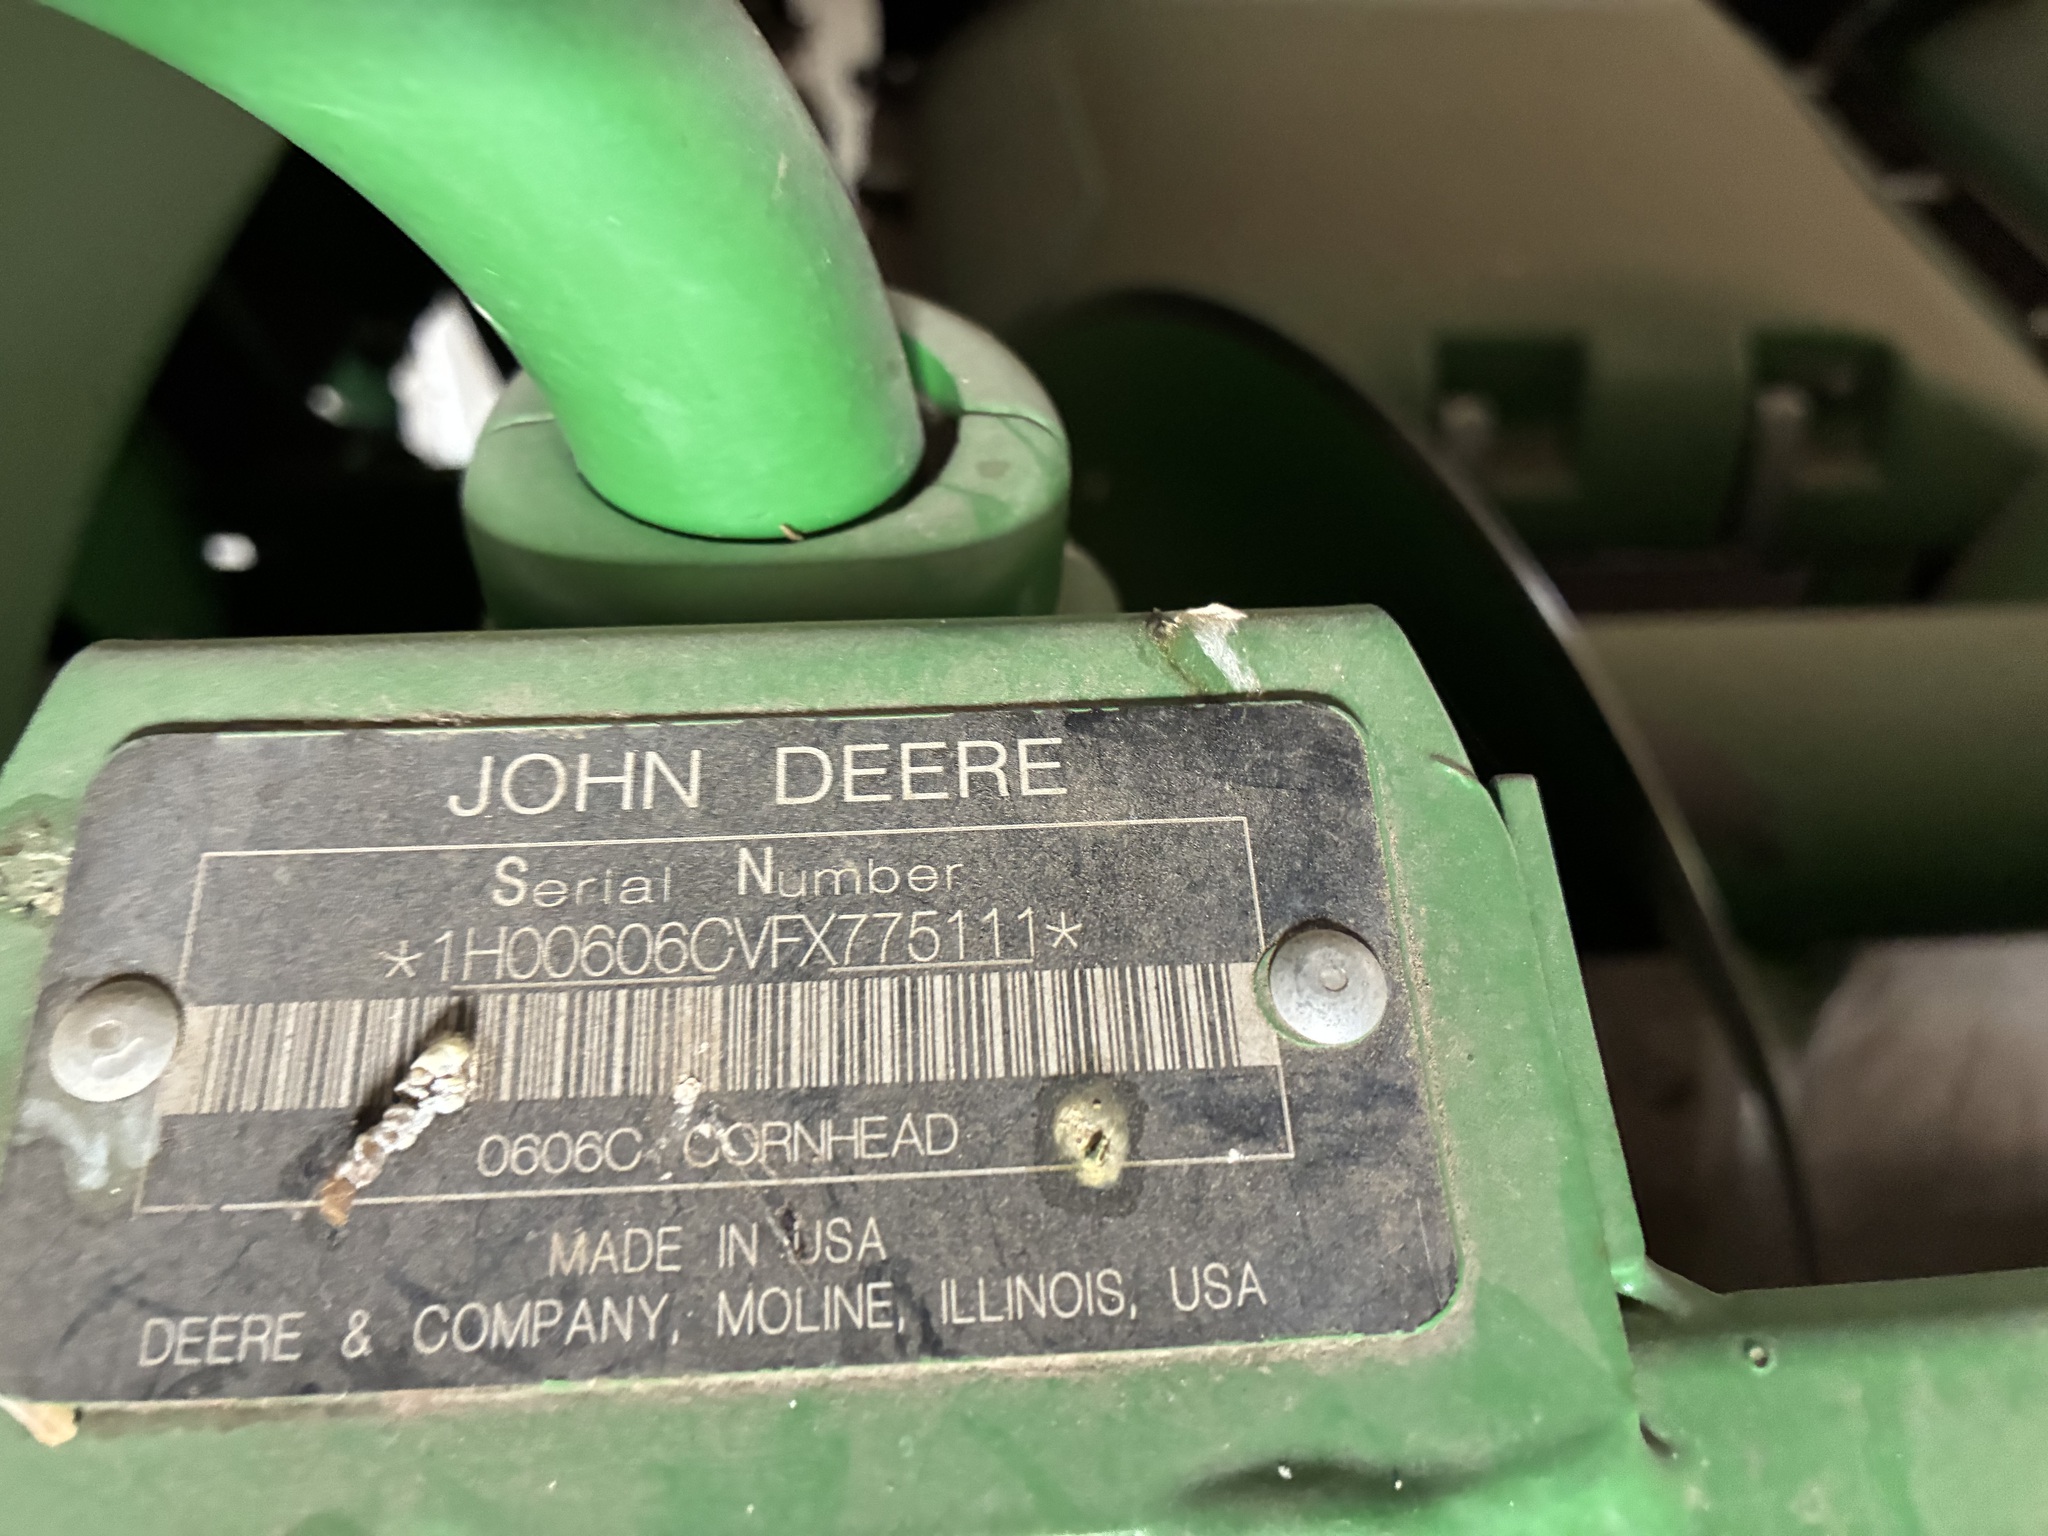 JOHN DEERE
Serial Number
*1H00606CVFX775111*
0606C CORNHEAD
MADE IN USA
DEERE & COMPANY, MOLINE, ILLINOIS, USA